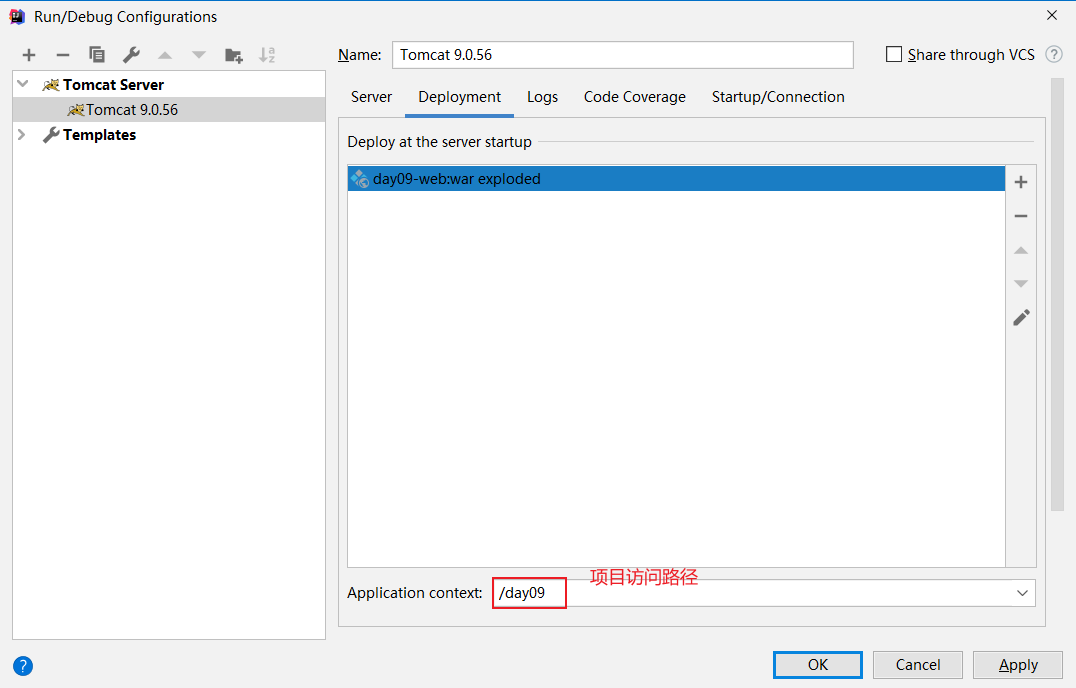 Run/Debug Configurations
Name: Tomcat 9.0.56
Share through VCS
?
Tomcat Server
Tomcat 9.0.56
Templates
Server Deployment Logs Code Coverage Startup/Connection
Deploy at the server startup
day09-web:war exploded
项目访问路径
Application context: /day09
?
OK Cancel Apply